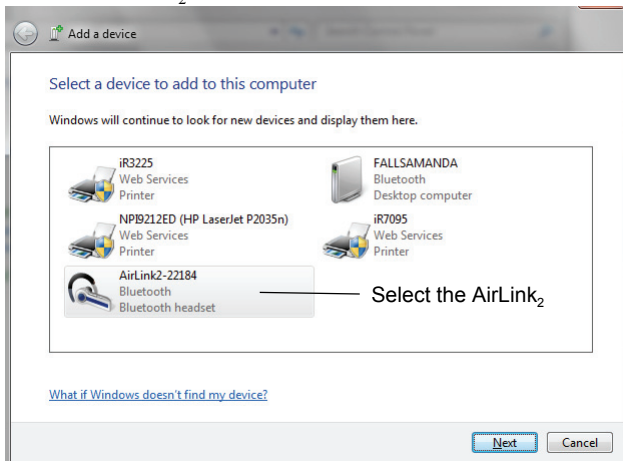 2
Add a device
Select a device to add to this computer
Windows will continue to look for new devices and display them here.
iR3225
Web Services
Printer
FALLSAMANDA
Bluetooth
Desktop computer
NPI9212ED (HP LaserJet P2035n)
Web Services
Printer
iR7095
Web Services
Printer
AirLink2-22184
Bluetooth
Bluetooth headset
Select the AirLink₂
What if Windows doesn't find my device?
Next
Cancel